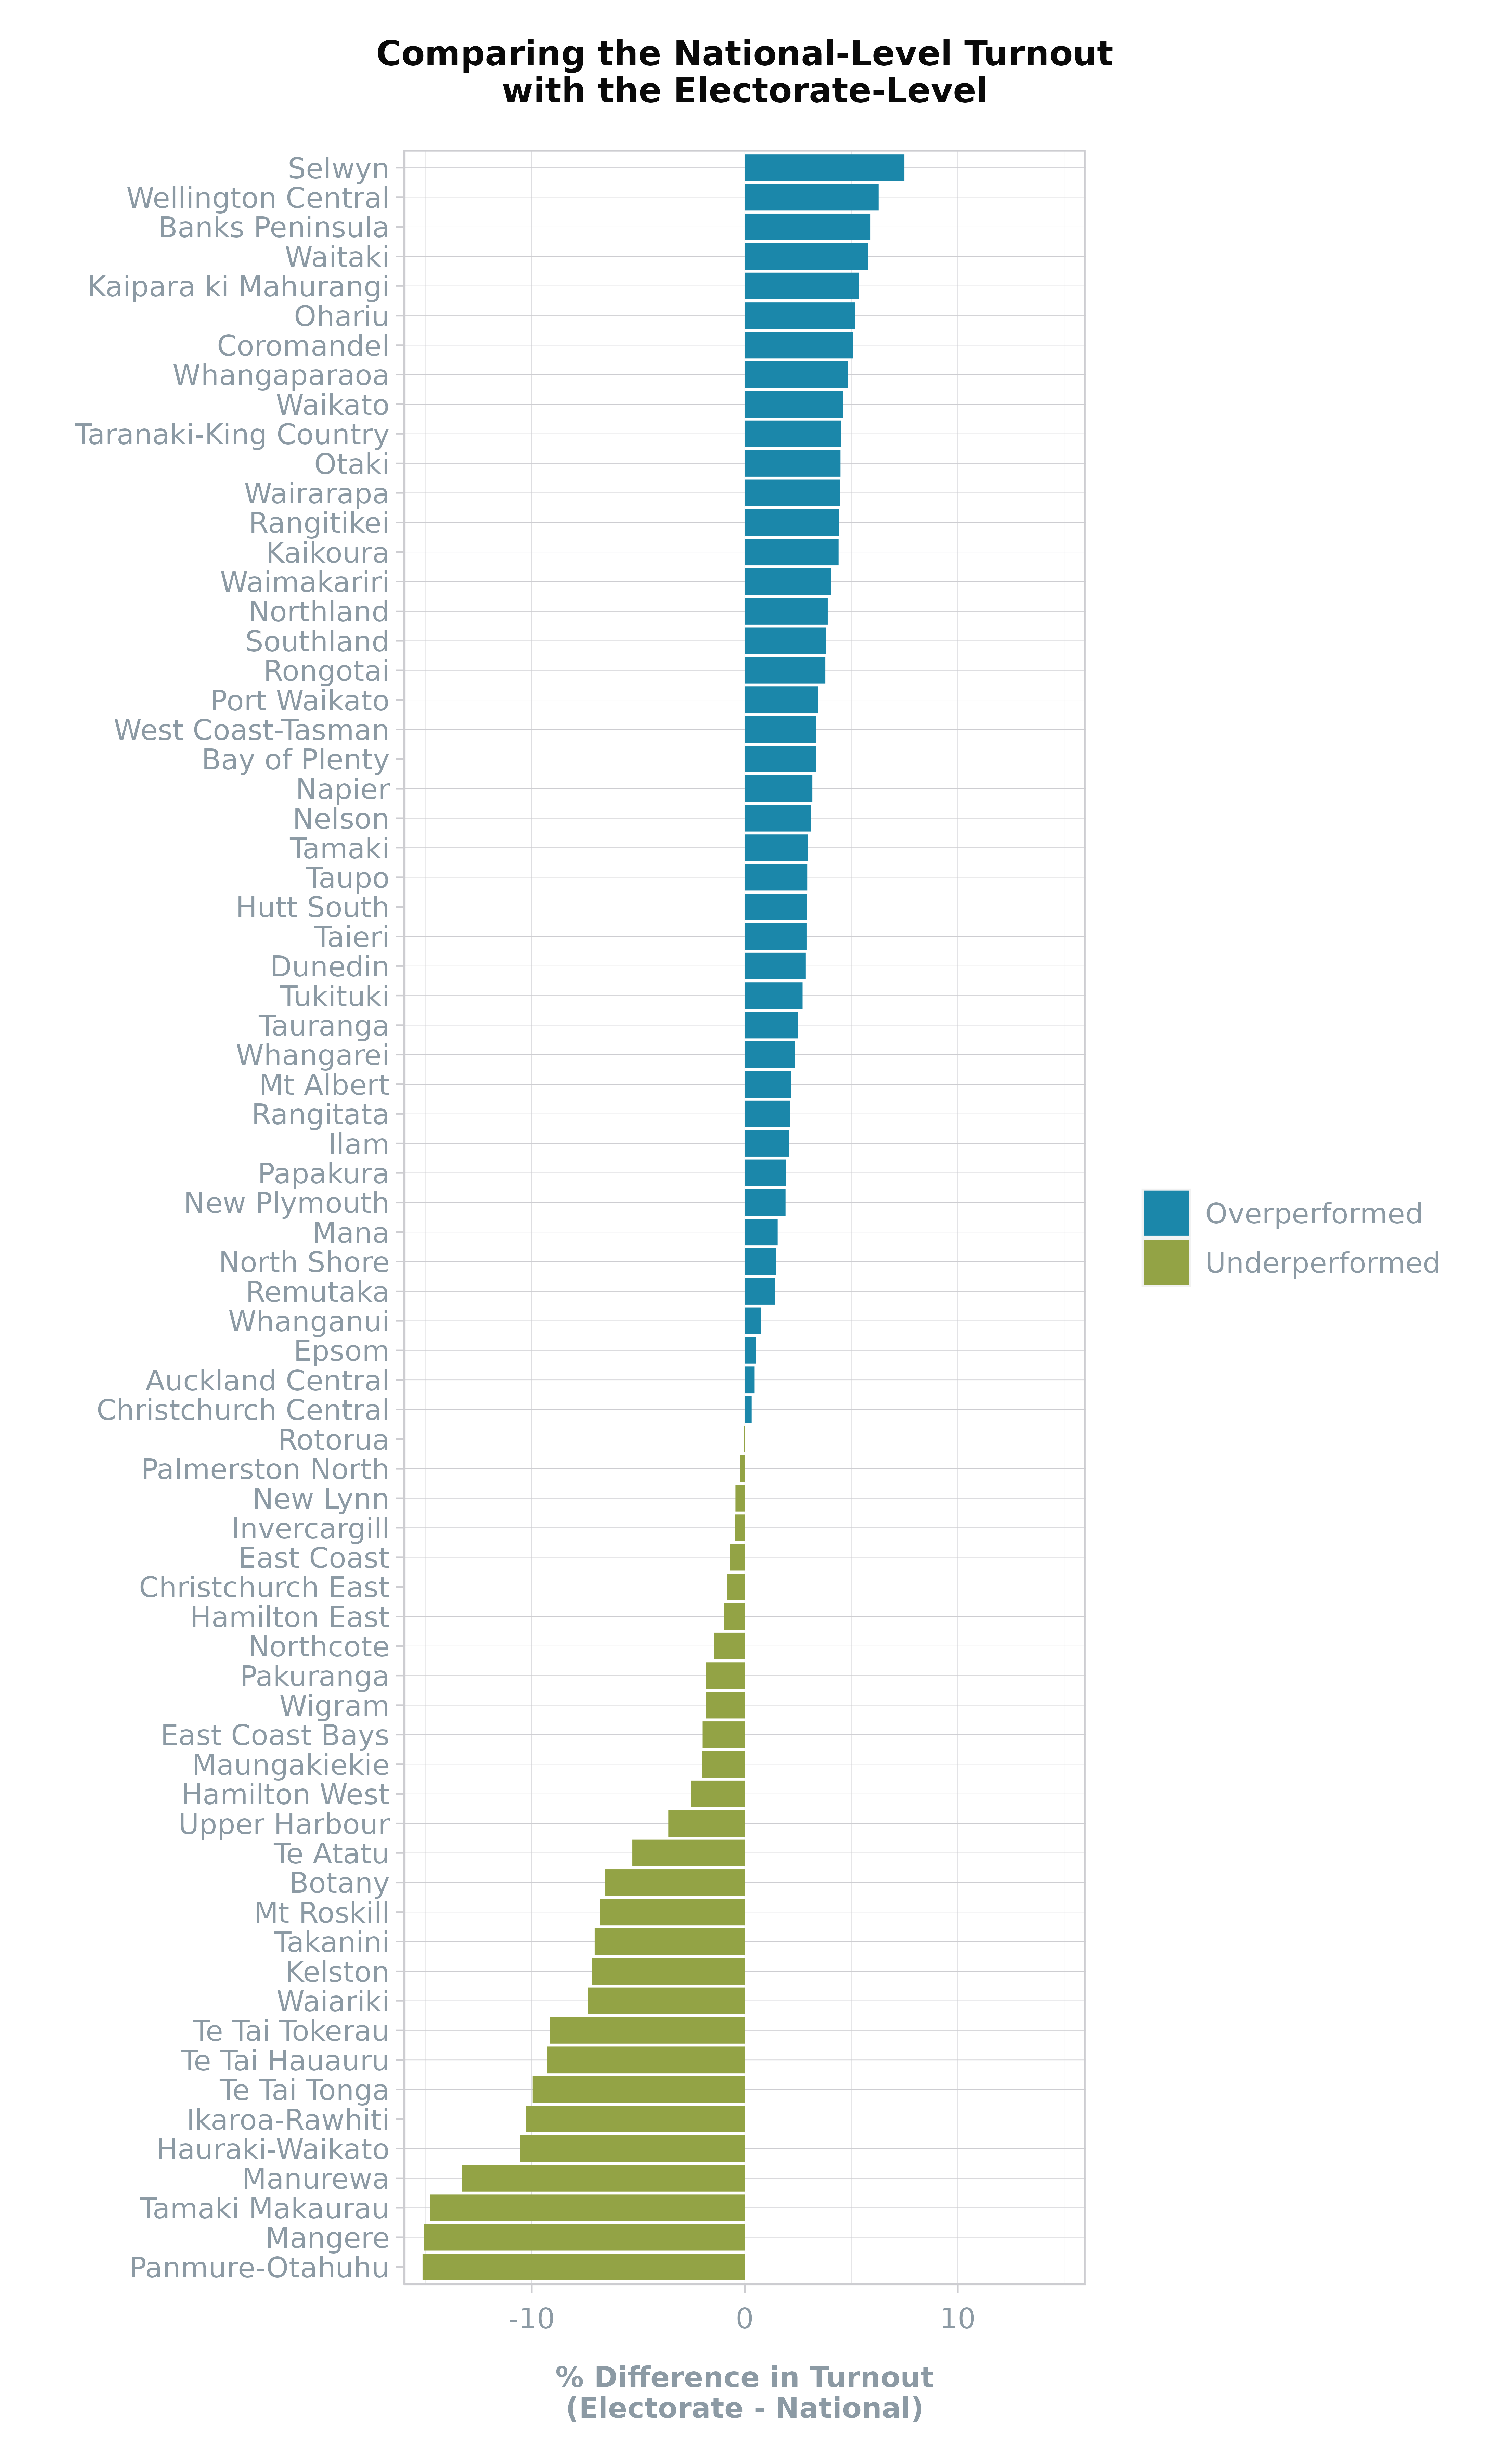 Comparing the National-Level Turnout
with the Electorate-Level
Selwyn
Wellington Central
Banks Peninsula
Waitaki
Kaipara ki Mahurangi
Ohariu
Coromandel
Whangaparaoa
Waikato
Taranaki-King Country
Otaki
Wairarapa
Rangitikei
Kaikoura
Waimakariri
Northland
Southland
Rongotai
Port Waikato
West Coast-Tasman
Bay of Plenty
Napier
Nelson
Tamaki
Taupo
Hutt South
Taieri
Dunedin
Tukituki
Tauranga
Whangarei
Mt Albert
Rangitata
Ilam
Papakura
New Plymouth
Mana
North Shore
Remutaka
Whanganui
Epsom
Auckland Central
Christchurch Central
Rotorua
Palmerston North
New Lynn
Invercargill
East Coast
Christchurch East
Hamilton East
Northcote
Pakuranga
Wigram
East Coast Bays
Maungakiekie
Hamilton West
Upper Harbour
Te Atatu
Botany
Mt Roskill
Takanini
Kelston
Waiariki
Te Tai Tokerau
Te Tai Hauauru
Te Tai Tonga
Ikaroa-Rawhiti
Hauraki-Waikato
Manurewa
Tamaki Makaurau
Mangere
Panmure-Otahuhu
-10 0 10
% Difference in Turnout
(Electorate - National)
Overperformed
Underperformed